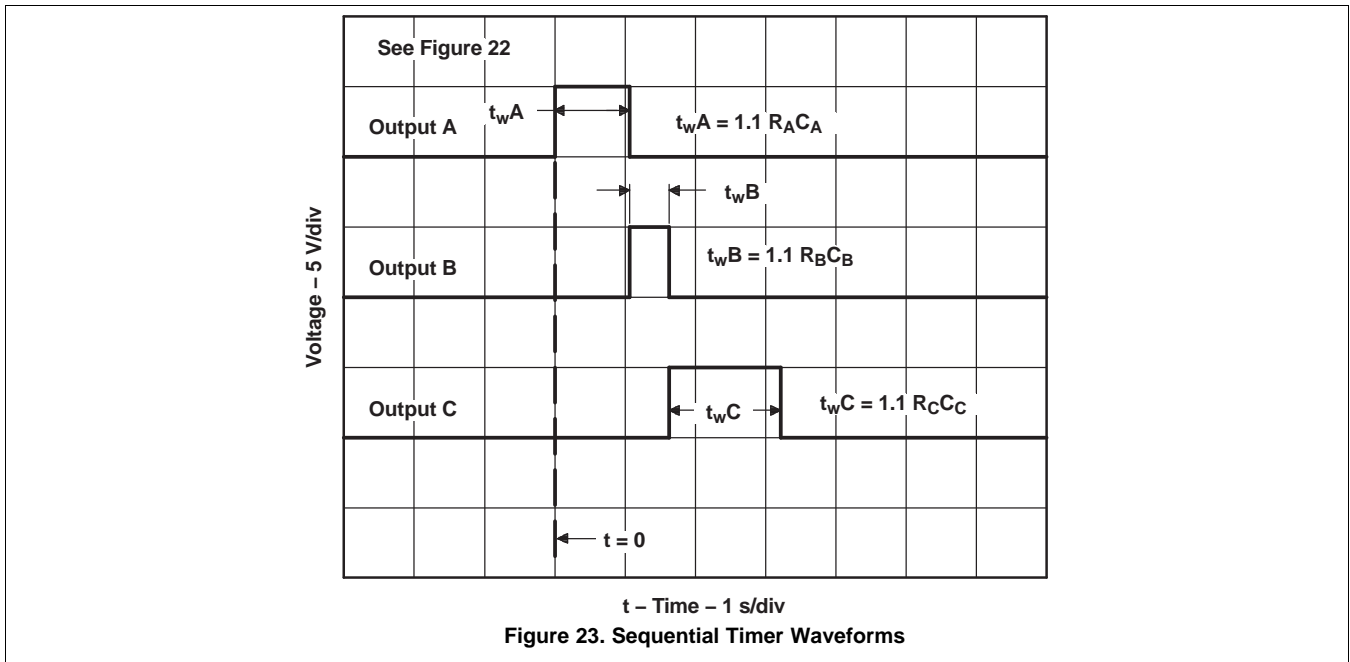 See Figure 22
twA
Output A
twA = 1.1 RACA
twB
Output B
twB = 1.1 RBCB
Output C
twC
twC = 1.1 RCCC
t = 0
Voltage – 5 V/div
t – Time – 1 s/div
Figure 23. Sequential Timer Waveforms